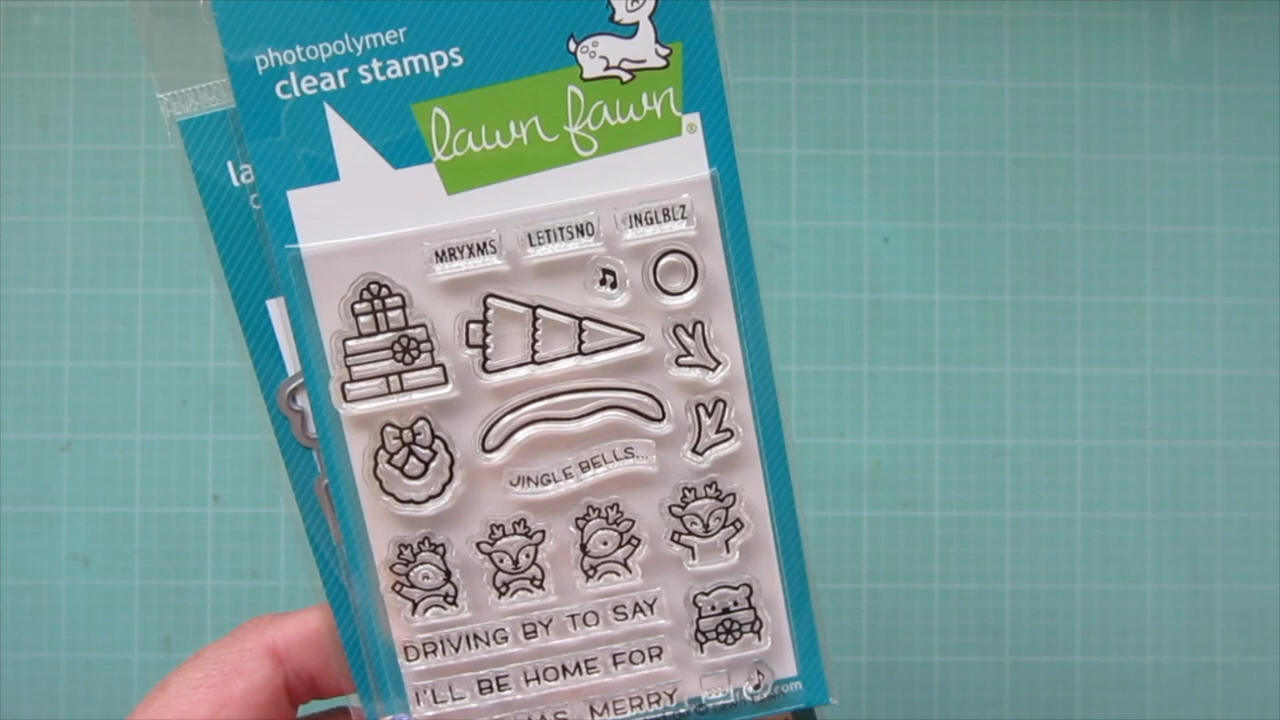 photopolymer
clear stamps
lawn fawn®
la
MRYXMS LETITSNO JNGLBLZ
JINGLE BELLS...
DRIVING BY TO SAY
I'LL BE HOME FOR
MERRY